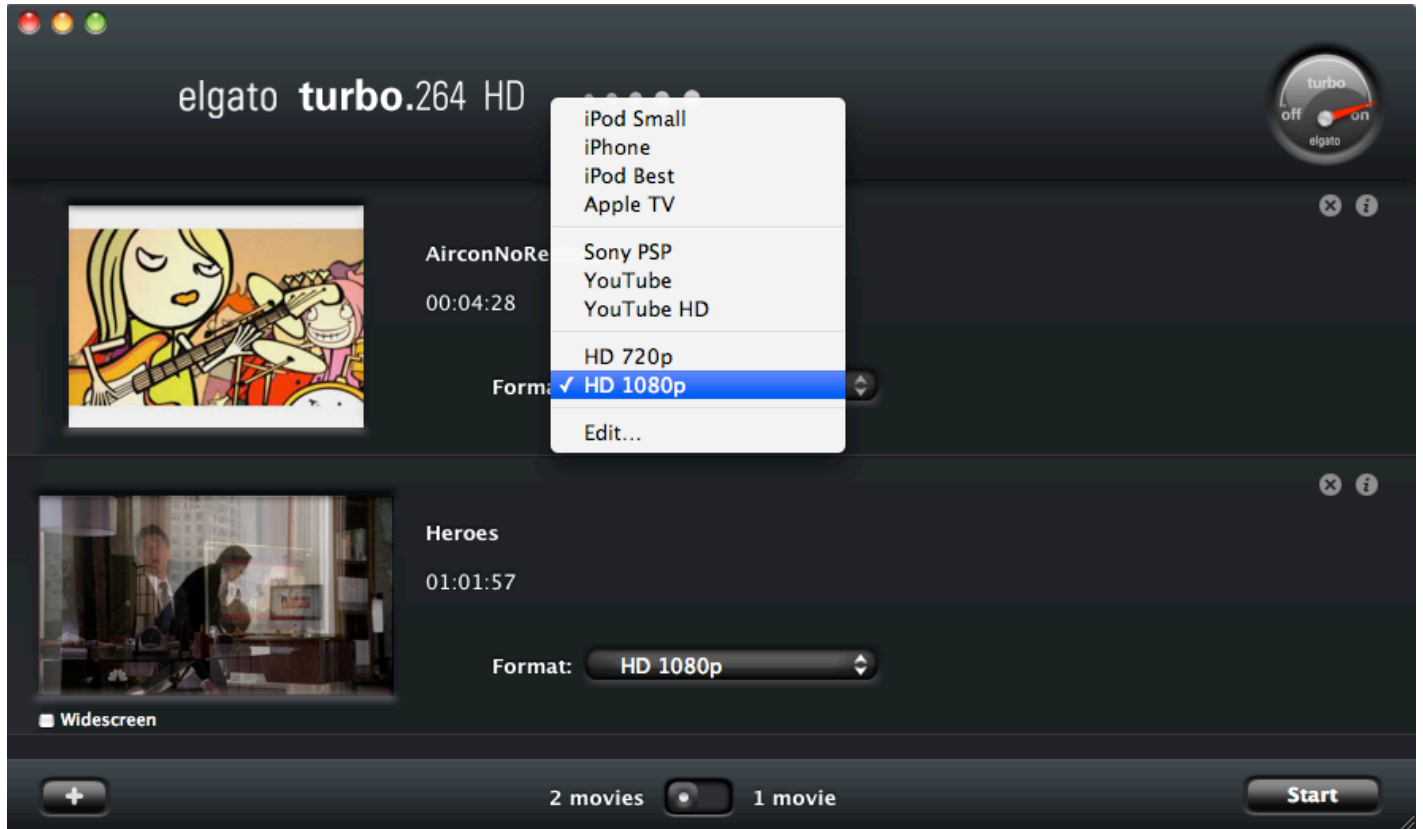 elgato turbo.264 HD
turbo
off on
elgato
iPod Small
iPhone
iPod Best
Apple TV
Sony PSP
YouTube
YouTube HD
HD 720p
✓ HD 1080p
Edit...
AirconNoRe
00:04:28
Forma
Heroes
01:01:57
Format: HD 1080p
Widescreen
+ 2 movies 1 movie Start